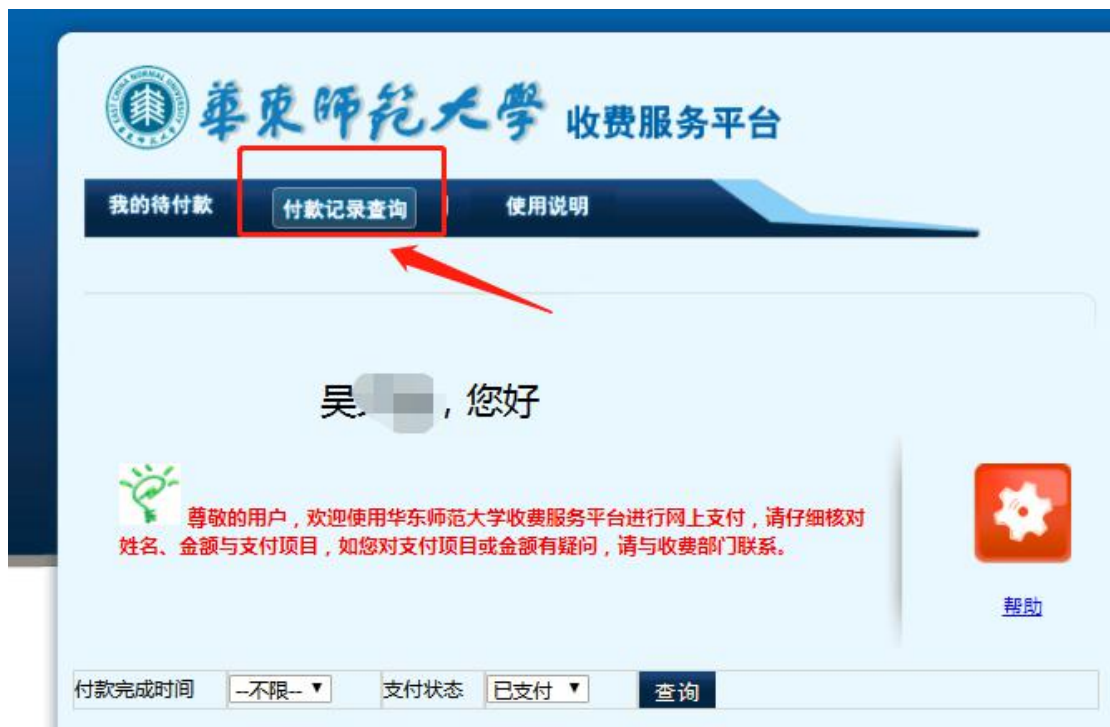 華東師範大學 收费服务平台
EAST CHINA NORMAL UNIVERSITY
我的待付款 付款记录查询 使用说明
吴 ，您好
尊敬的用户，欢迎使用华东师范大学收费服务平台进行网上支付，请仔细核对
姓名、金额与支付项目，如您对支付项目或金额有疑问，请与收费部门联系。
帮助
付款完成时间 --不限-- 支付状态 已支付 查询